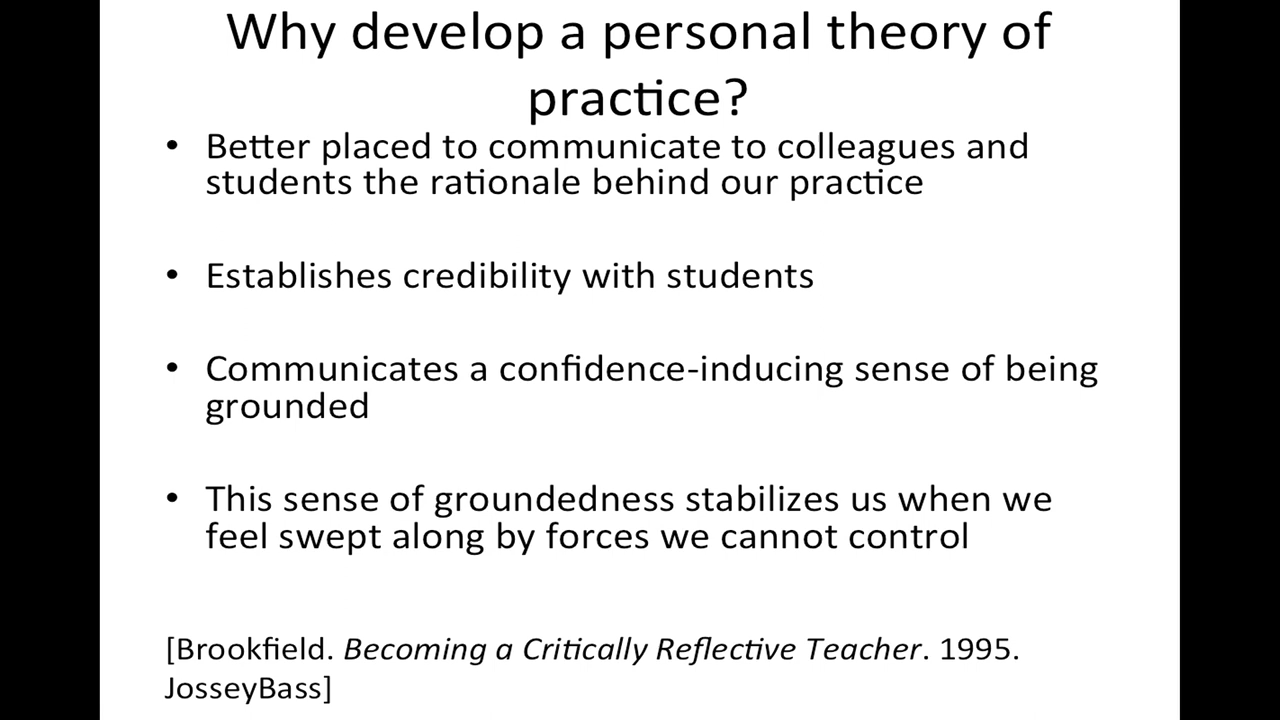 Why develop a personal theory of
practice?
• Better placed to communicate to colleagues and
students the rationale behind our practice
• Establishes credibility with students
• Communicates a confidence-inducing sense of being
grounded
• This sense of groundedness stabilizes us when we
feel swept along by forces we cannot control
[Brookfield. Becoming a Critically Reflective Teacher. 1995.
JosseyBass]